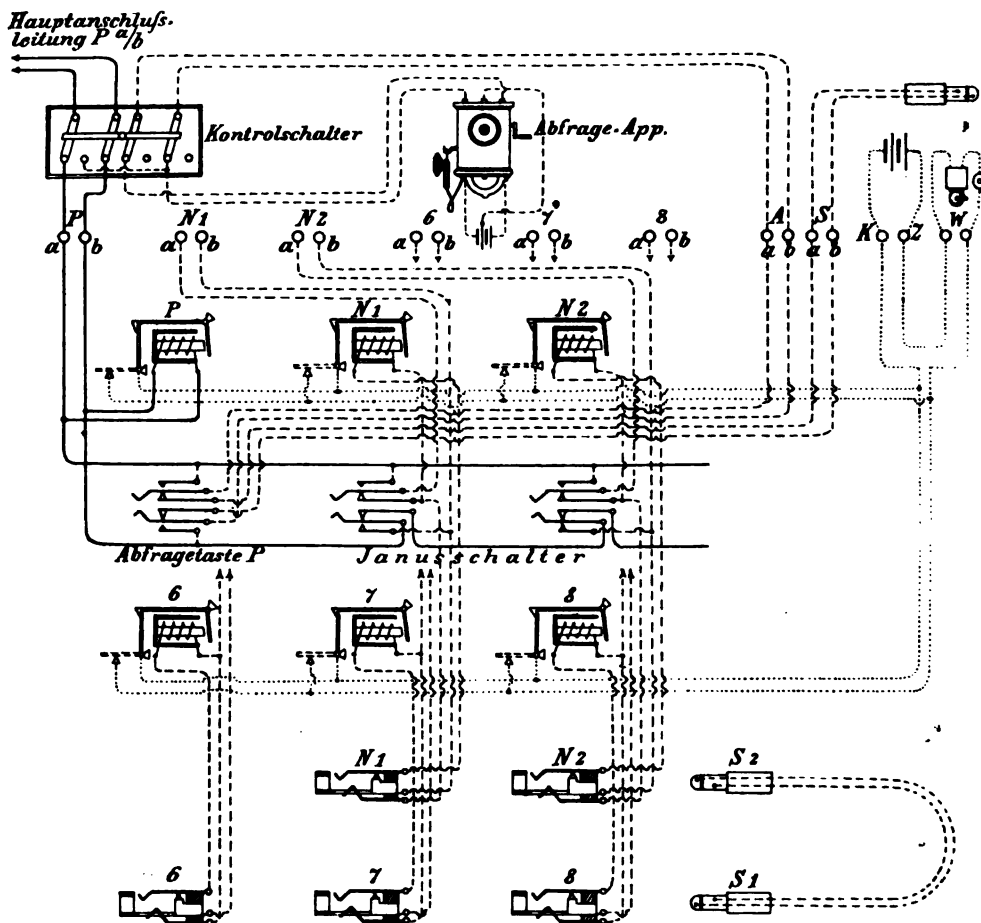 Hauptanschluſs-
leitung P a/b
Kontrolschalter
Abfrage-App.
P N1 N2 6 7 8 A S W
a b a b a b a b a b a b a b a b K Z
P N1 N2
Abfragetaste P Janusschalter
6 7 8
N1 N2 S2
6 7 8 S1